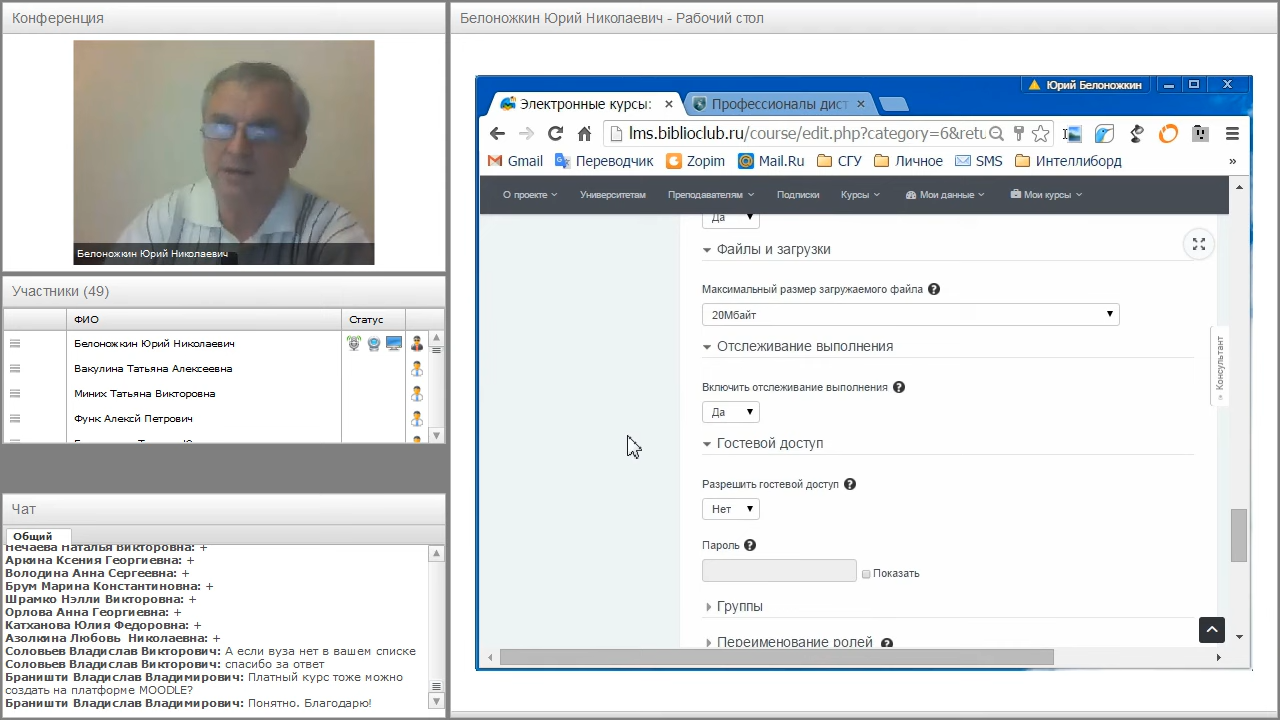 Конференция
Белоножкин Юрий Николаевич
Участники (49)
ФИО
Статус
Белоножкин Юрий Николаевич
Вакулина Татьяна Алексеевна
Миних Татьяна Викторовна
Функ Алексй Петрович
Чат
Общий
Нечаева Наталья Викторовна: +
Аркина Ксения Георгиевна: +
Володина Анна Сергеевна: +
Брум Марина Константиновна: +
Шрамко Нэлли Викторовна: +
Орлова Анна Георгиевна: +
Катханова Юлия Федоровна: +
Азолкина Любовь Николаевна: +
Соловьев Владислав Викторович: А если вуза нет в вашем списке
Соловьев Владислав Викторович: спасибо за ответ
Браништи Владислав Владимирович: Платный курс тоже можно
создать на платформе MOODLE?
Браништи Владислав Владимирович: Понятно. Благодарю!
Белоножкин Юрий Николаевич - Рабочий стол
Юрий Белоножкин
Электронные курсы:
Профессионалы дист
lms.biblioclub.ru/course/edit.php?category=6&retu
Gmail
Переводчик
Zopim
Mail.Ru
СГУ
Личное
SMS
Интеллиборд
»
О проекте
Университетам
Преподавателям
Подписки
Курсы
Мои данные
Мои курсы
Да
Файлы и загрузки
Максимальный размер загружаемого файла
20Мбайт
Отслеживание выполнения
Включить отслеживание выполнения
Да
Гостевой доступ
Разрешить гостевой доступ
Нет
Пароль
Показать
Группы
Переименование ролей
Консультант